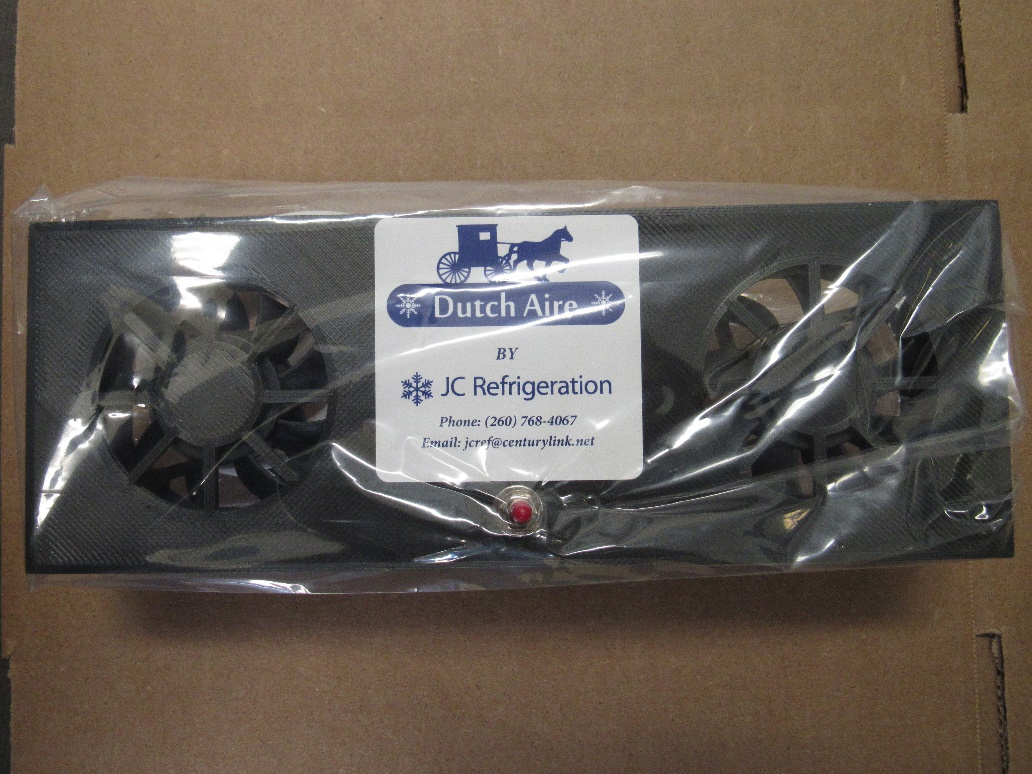 Dutch Aire
BY
JC Refrigeration
Phone: (260) 768-4067
Email: jcref@centurylink.net